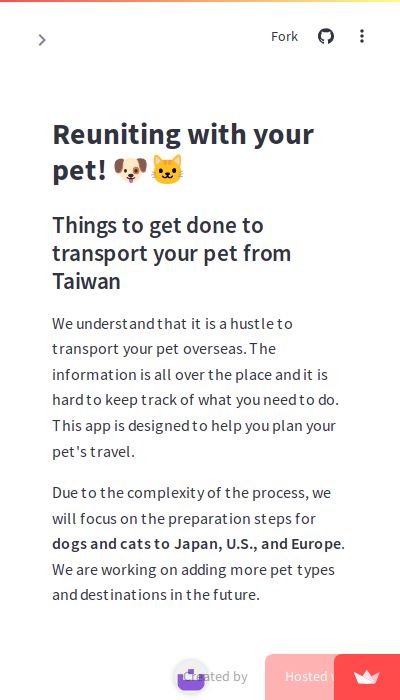 Fork
Reuniting with your
pet! 🐶🐱
Things to get done to
transport your pet from
Taiwan
We understand that it is a hustle to
transport your pet overseas. The
information is all over the place and it is
hard to keep track of what you need to do.
This app is designed to help you plan your
pet's travel.
Due to the complexity of the process, we
will focus on the preparation steps for
dogs and cats to Japan, U.S., and Europe.
We are working on adding more pet types
and destinations in the future.
Created by
Hosted